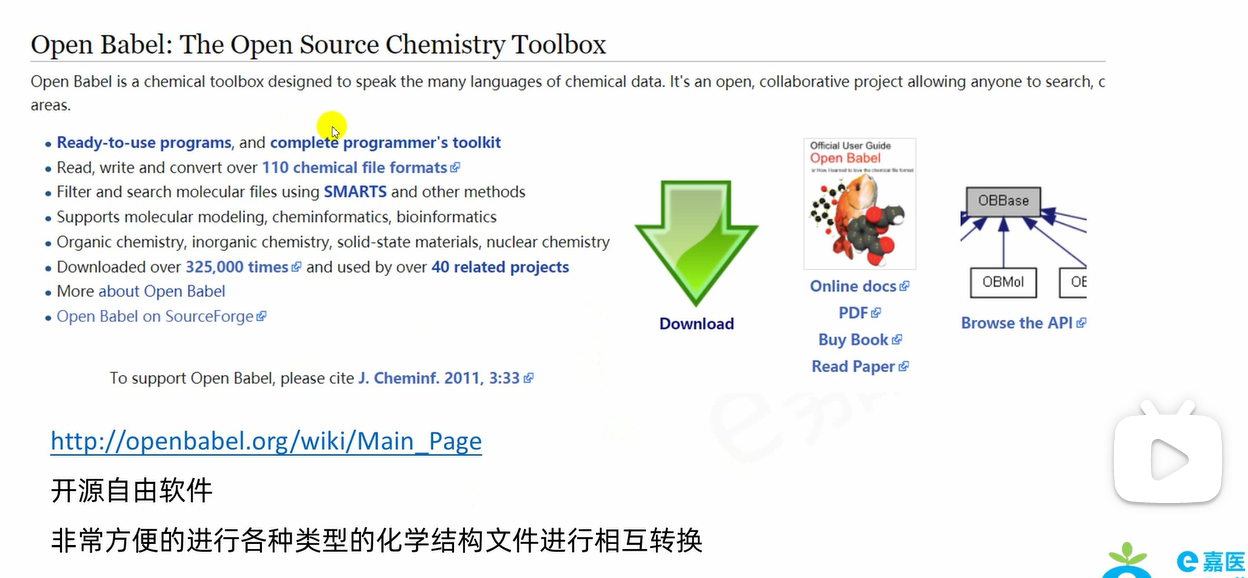 Open Babel: The Open Source Chemistry Toolbox
Open Babel is a chemical toolbox designed to speak the many languages of chemical data. It's an open, collaborative project allowing anyone to search, c
areas.
Ready-to-use programs, and complete programmer's toolkit
Read, write and convert over 110 chemical file formats
Filter and search molecular files using SMARTS and other methods
Supports molecular modeling, cheminformatics, bioinformatics
Organic chemistry, inorganic chemistry, solid-state materials, nuclear chemistry
Downloaded over 325,000 times and used by over 40 related projects
More about Open Babel
Open Babel on SourceForge
To support Open Babel, please cite J. Cheminf. 2011, 3:33
Download
Official User Guide
Open Babel
or How I learned to love the chemical file format
Online docs
PDF
Buy Book
Read Paper
OBBase
OBMol
OB
Browse the API
http://openbabel.org/wiki/Main_Page
开源自由软件
非常方便的进行各种类型的化学结构文件进行相互转换
e嘉医